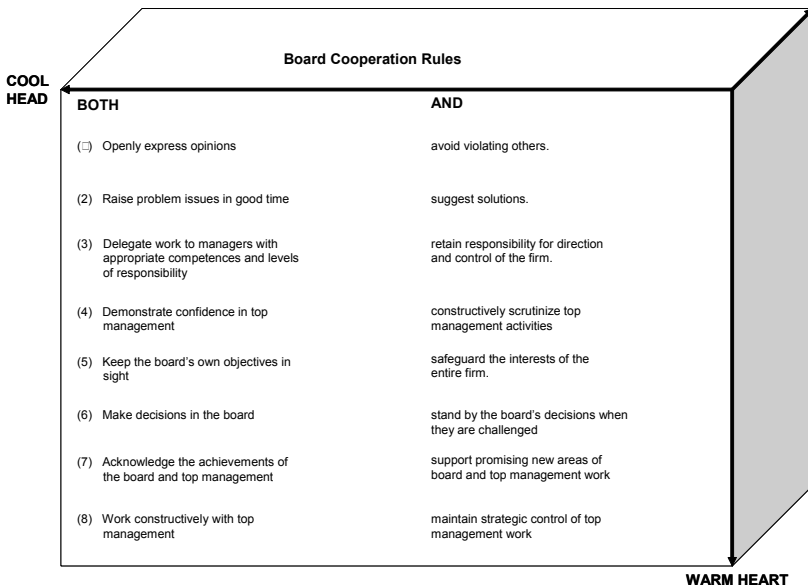 Board Cooperation Rules
COOL
HEAD
BOTH
AND
(□) Openly express opinions
avoid violating others.
(2) Raise problem issues in good time
suggest solutions.
(3) Delegate work to managers with
appropriate competences and levels
of responsibility
retain responsibility for direction
and control of the firm.
(4) Demonstrate confidence in top
management
constructively scrutinize top
management activities
(5) Keep the board's own objectives in
sight
safeguard the interests of the
entire firm.
(6) Make decisions in the board
stand by the board's decisions when
they are challenged
(7) Acknowledge the achievements of
the board and top management
support promising new areas of
board and top management work
(8) Work constructively with top
management
maintain strategic control of top
management work
WARM HEART